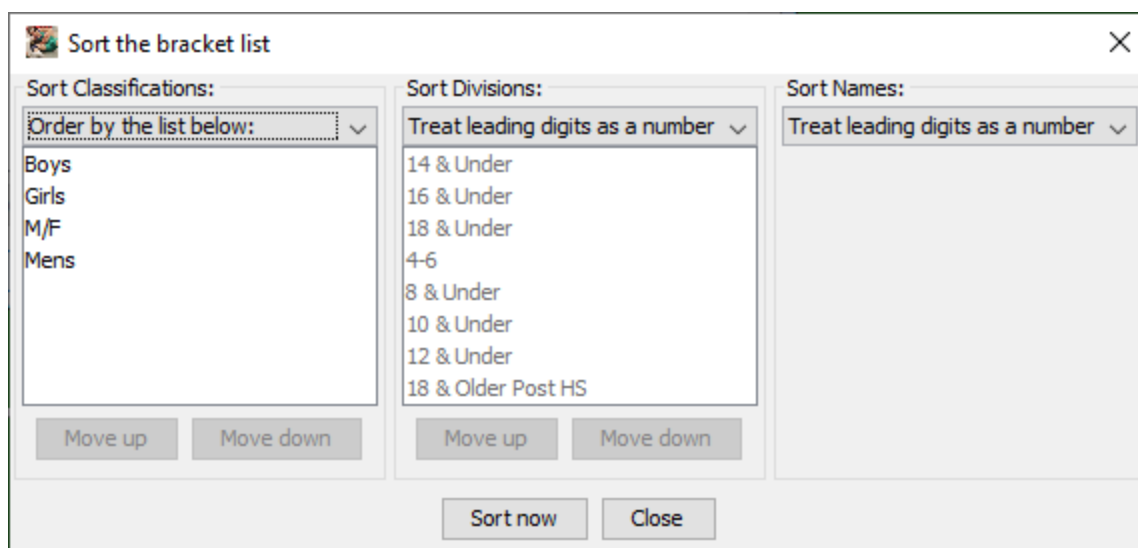 Sort the bracket list
Sort Classifications:
Order by the list below:
Boys
Girls
M/F
Mens
Move up
Move down
Sort Divisions:
Treat leading digits as a number
14 & Under
16 & Under
18 & Under
4-6
8 & Under
10 & Under
12 & Under
18 & Older Post HS
Move up
Move down
Sort Names:
Treat leading digits as a number
Sort now
Close